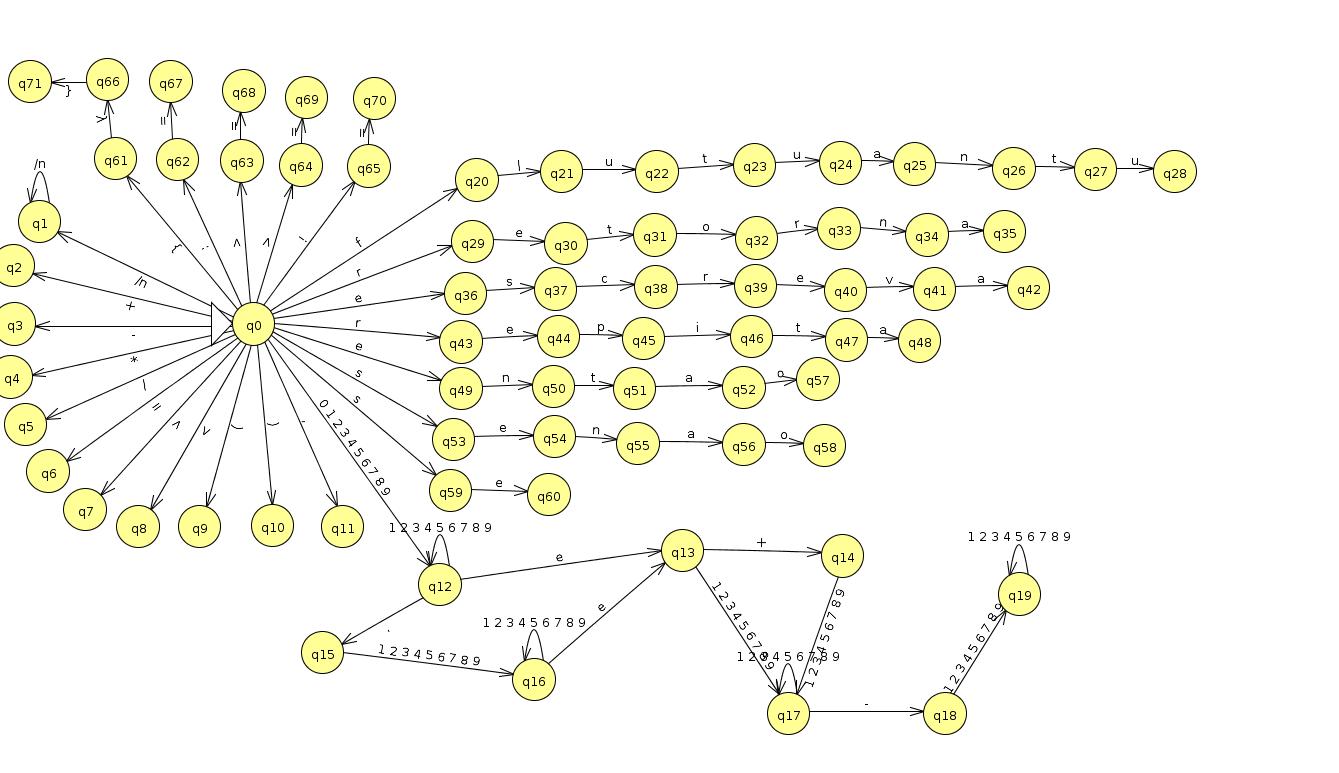 q71 } q66 q67 q68 q69 q70
= = = =
q61 q62 q63 q64 q65
/n
q1
q20 l q21 u q22 t q23 u q24 a q25 n q26 t q27 u q28
q29 e q30 t q31 o q32 r q33 n q34 a q35
q36 s q37 c q38 r q39 e q40 v q41 a q42
q43 e q44 p q45 i q46 t q47 a q48
q49 n q50 t q51 a q52 o q57
q53 e q54 n q55 a q56 o q58
q59 e q60
{ : < f
r
e
r
e
s
s
q0
/n
q2
+
q3
-
q4
*
q5
/
q6
=
q7
q8
q9
(
q10
)
q11
0 1 2 3 4 5 6 7 8 9
1 2 3 4 5 6 7 8 9
q12 e q13 + q14
.
q15 1 2 3 4 5 6 7 8 9 q16
1 2 3 4 5 6 7 8 9
e
1 2 3 4 5 6 7 8 9
1 2 3 4 5 6 7 8 9
1 2 3 4 5 6 7 8 9
q17 - q18
1 2 3 4 5 6 7 8 9
q19
1 2 3 4 5 6 7 8 9